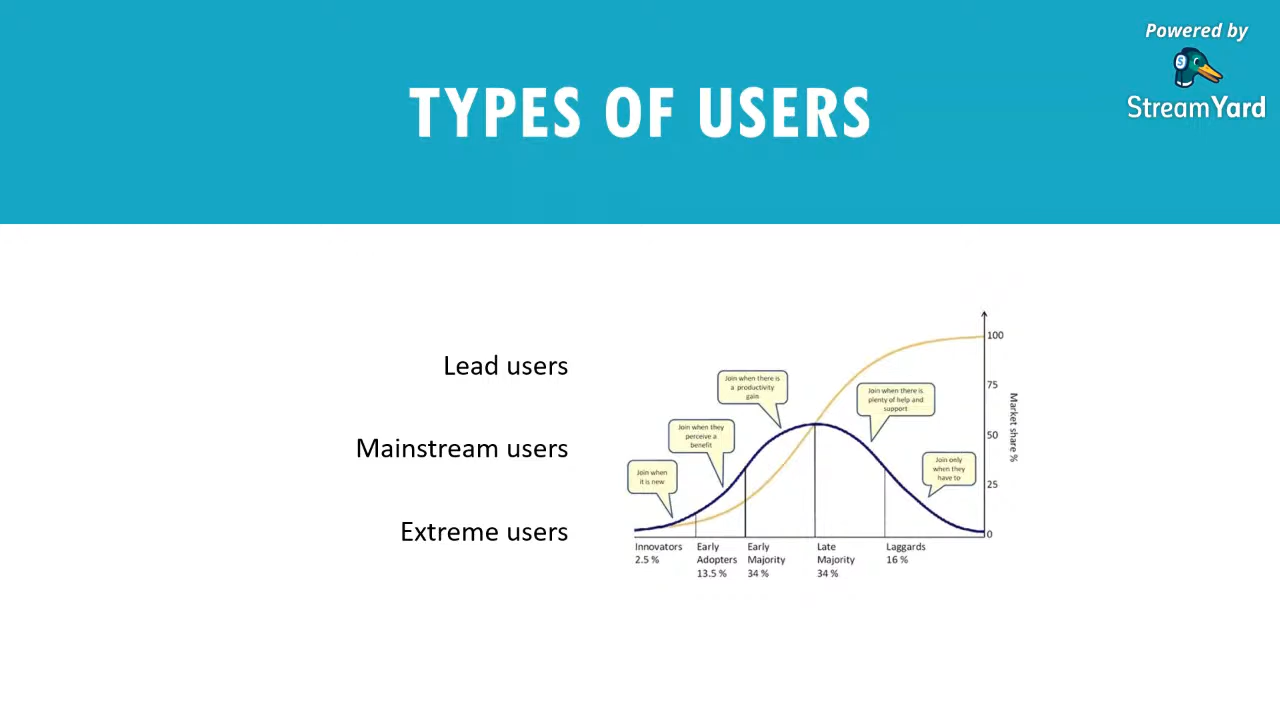 Powered by
StreamYard
TYPES OF USERS
Lead users
Mainstream users
Extreme users
Join when
it is new
Join when they
perceive a
benefit
Join when there is
a productivity
gain
Join when there is
plenty of help and
support
Join only
when they
have to
100
75
50
25
0
Market share %
Innovators
2.5 %
Early
Adopters
13.5 %
Early
Majority
34 %
Late
Majority
34 %
Laggards
16 %